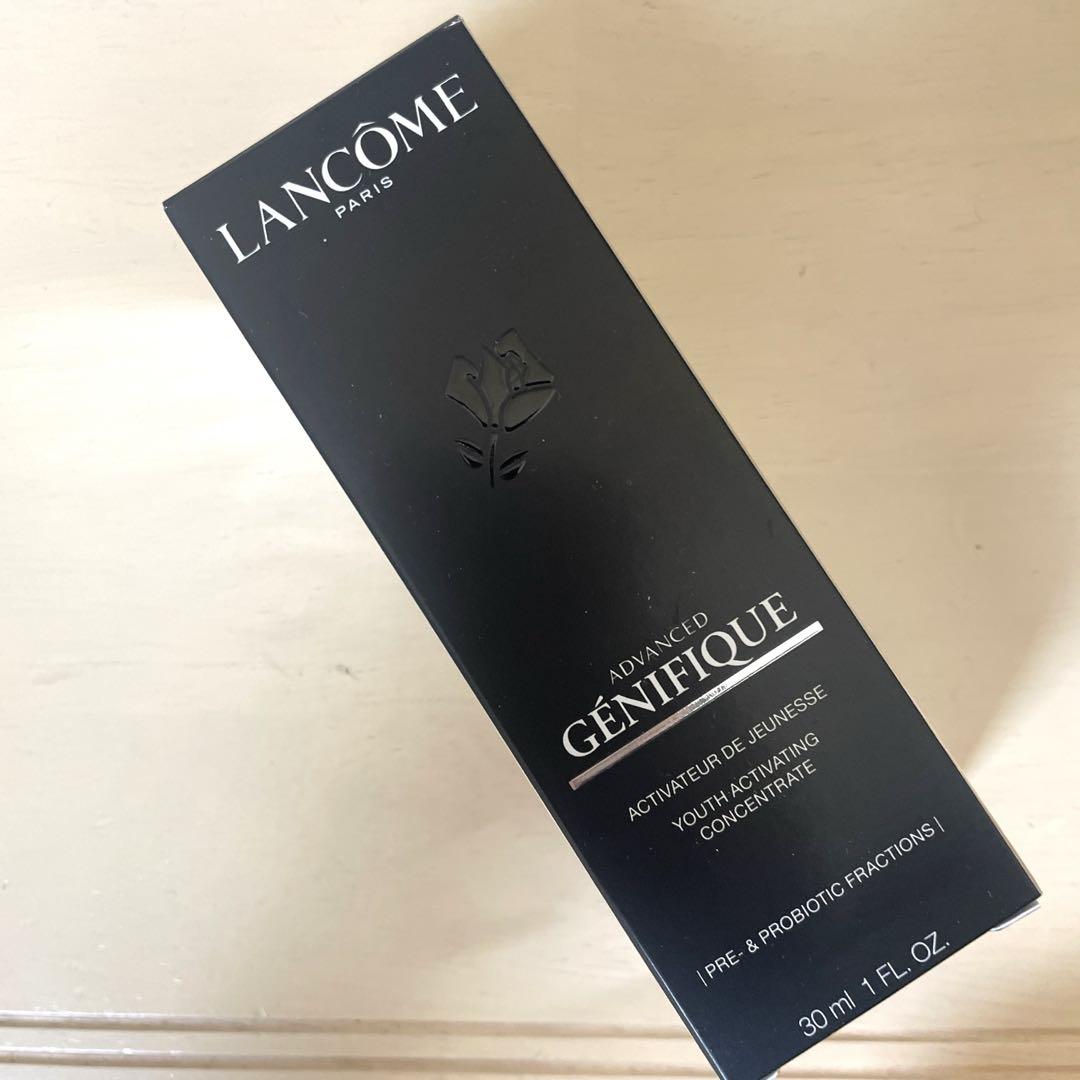 LANCÔME
PARIS
ADVANCED
GÉNIFIQUE
ACTIVATEUR DE JEUNESSE
YOUTH ACTIVATING
CONCENTRATE
| PRE- & PROBIOTIC FRACTIONS |
30 ml 1 FL. OZ.